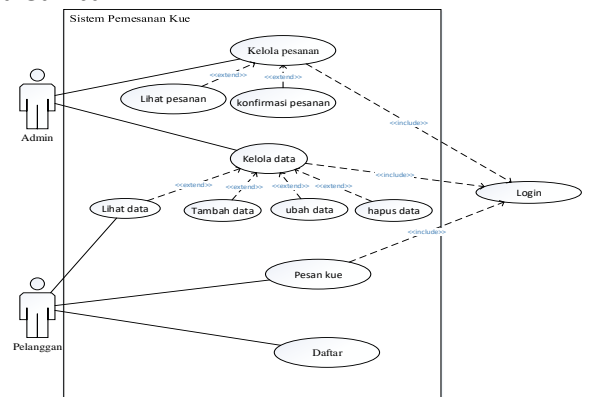 Sistem Pemesanan Kue
Kelola pesanan
<<extend>>
<<extend>>
Lihat pesanan
konfirmasi pesanan
Admin
<<include>>
Kelola data
<<include>>
<<extend>>
<<extend>>
<<extend>>
<<extend>>
Login
Lihat data
Tambah data
ubah data
hapus data
<<include>>
Pesan kue
Pelanggan
Daftar